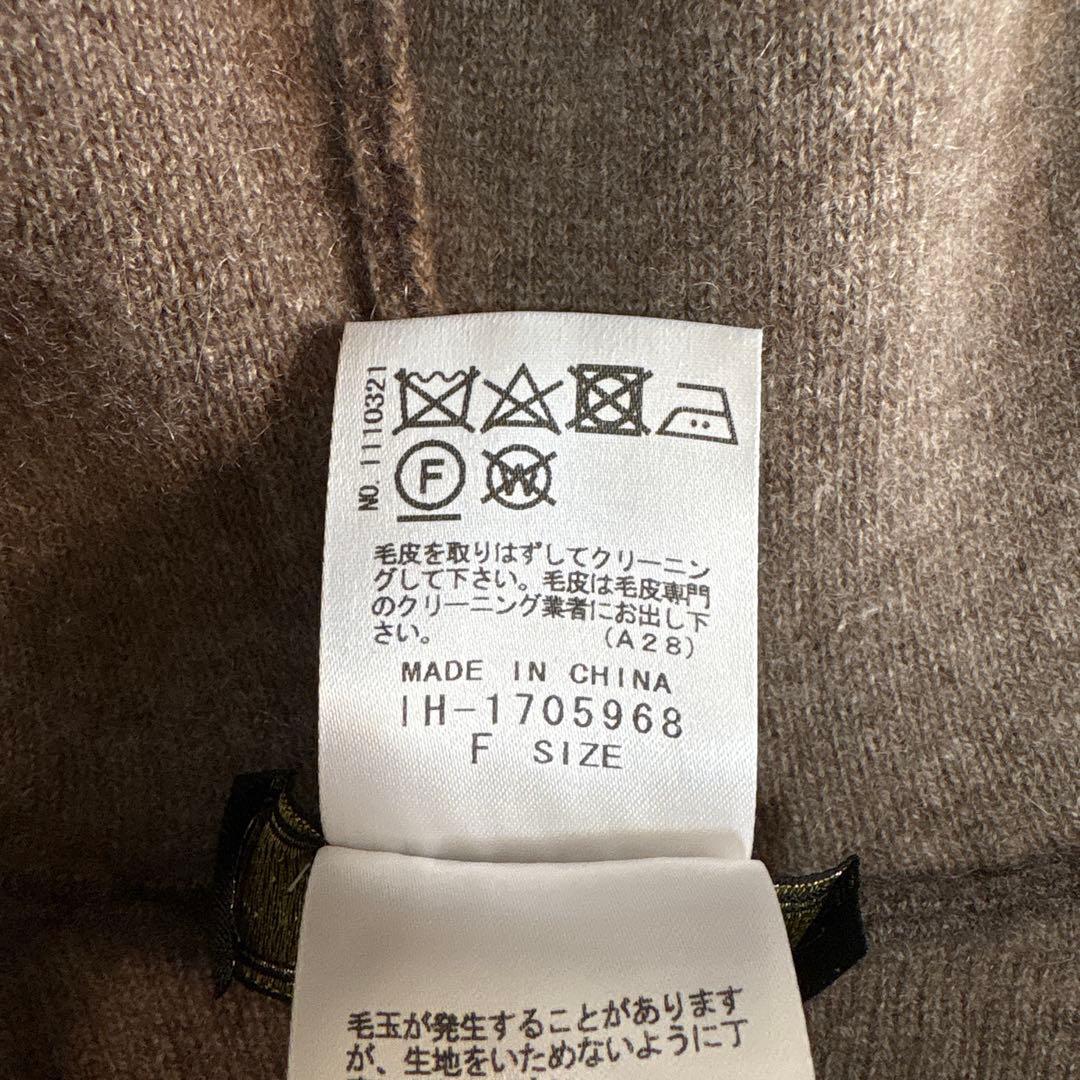 NO. 1110321
F
W
毛皮を取りはずしてクリーニン
グして下さい。毛皮は毛皮専門
のクリーニング業者にお出し下
さい。 (A28)
MADE IN CHINA
IH-1705968
F SIZE
毛玉が発生することがあります
が、生地をいためないように丁